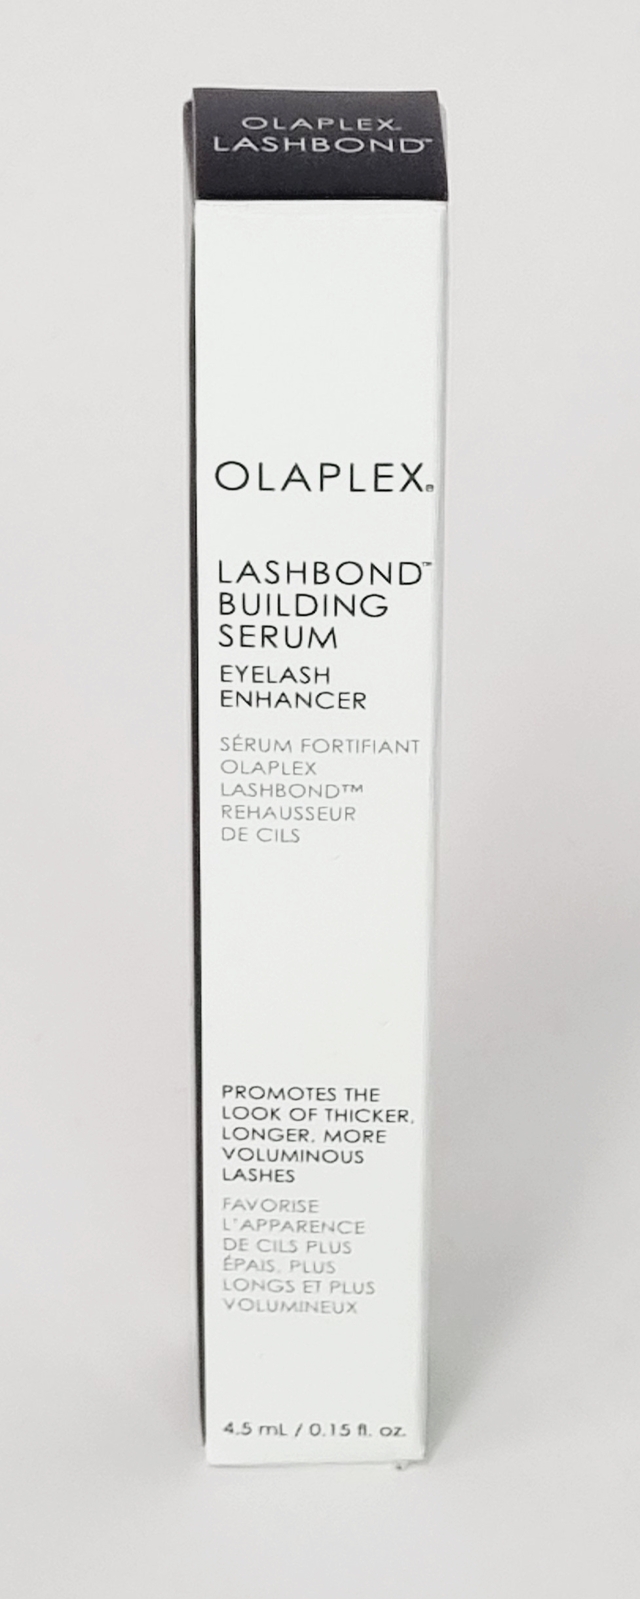 OLAPLEX™
LASHBOND™
OLAPLEX®
LASHBOND™
BUILDING
SERUM
EYELASH
ENHANCER
SÉRUM FORTIFIANT
OLAPLEX
LASHBOND™
REHAUSSEUR
DE CILS
PROMOTES THE
LOOK OF THICKER,
LONGER, MORE
VOLUMINOUS
LASHES
FAVORISE
L'APPARENCE
DE CILS PLUS
ÉPAIS, PLUS
LONGS ET PLUS
VOLUMINEUX
4.5 mL / 0.15 fl. oz.